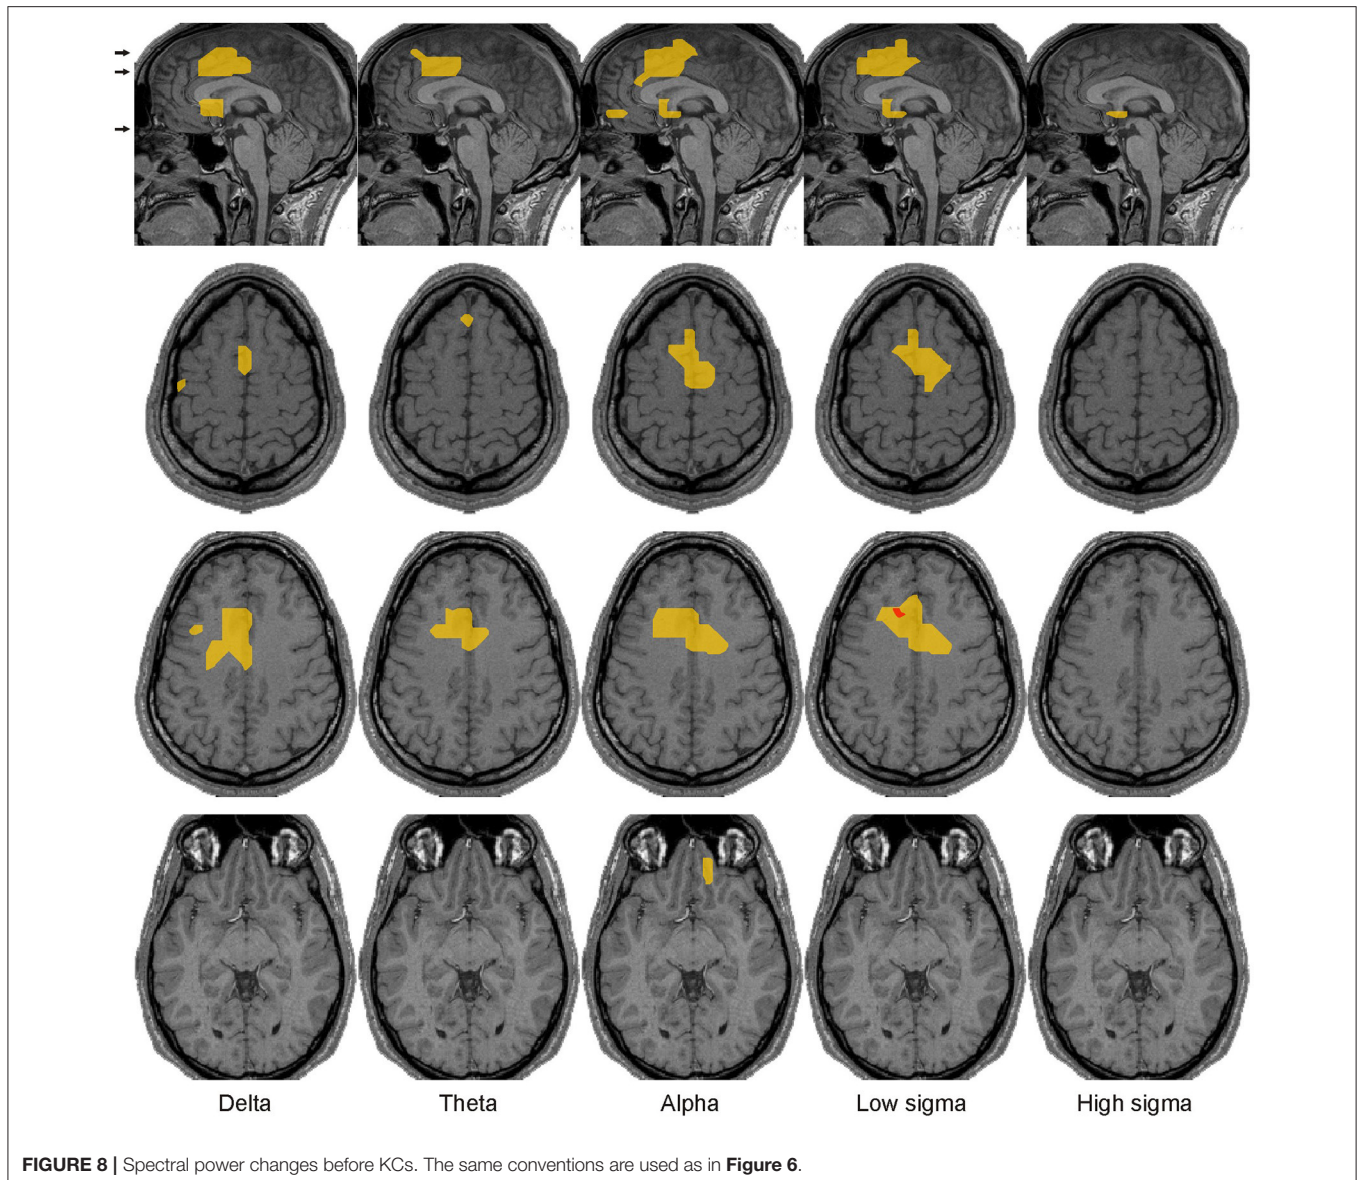 Delta Theta Alpha Low sigma High sigma
FIGURE 8 | Spectral power changes before KCs. The same conventions are used as in Figure 6.